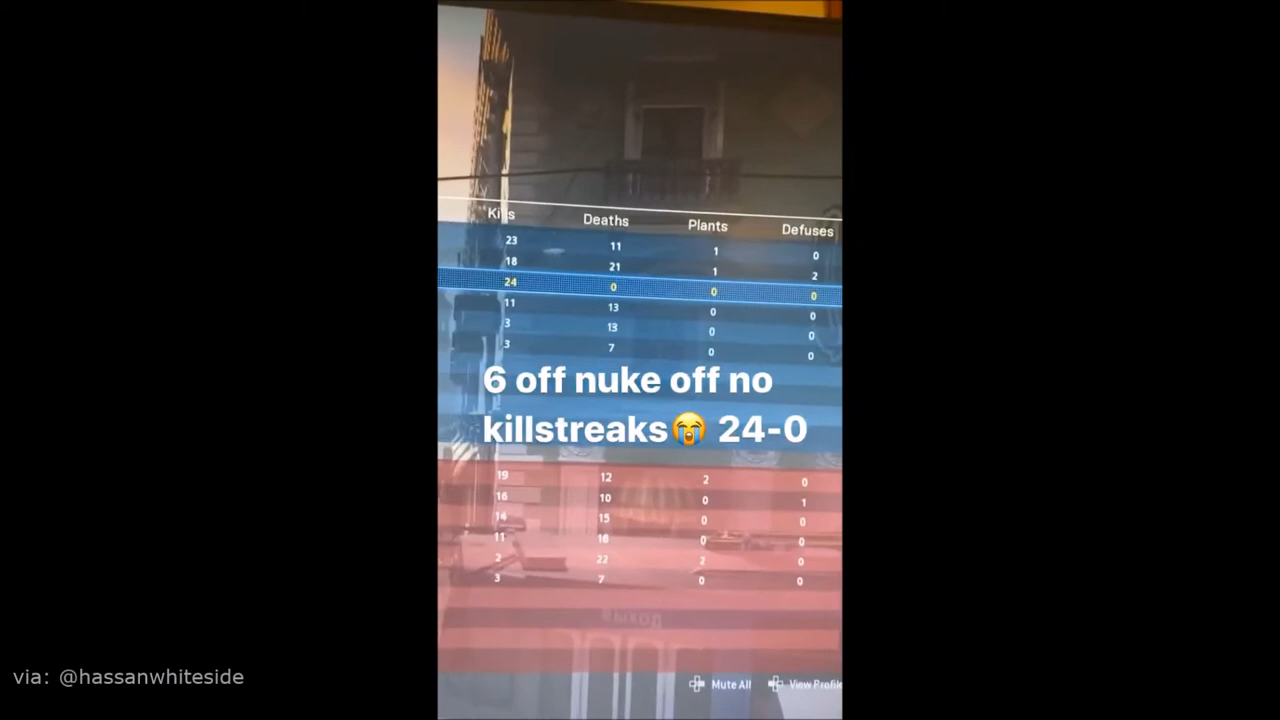 Kills Deaths Plants Defuses
23 11 1 0
18 21 1 2
24 0 0 0
11 13 0 0
3 13 0 0
3 7 0 0
6 off nuke off no
killstreaks😭 24-0
19 12 2 0
16 10 0 1
14 15 0 0
11 16 0 0
2 22 2 0
3 7 0 0
ВЫХОД
Mute All View Profile
via: @hassanwhiteside